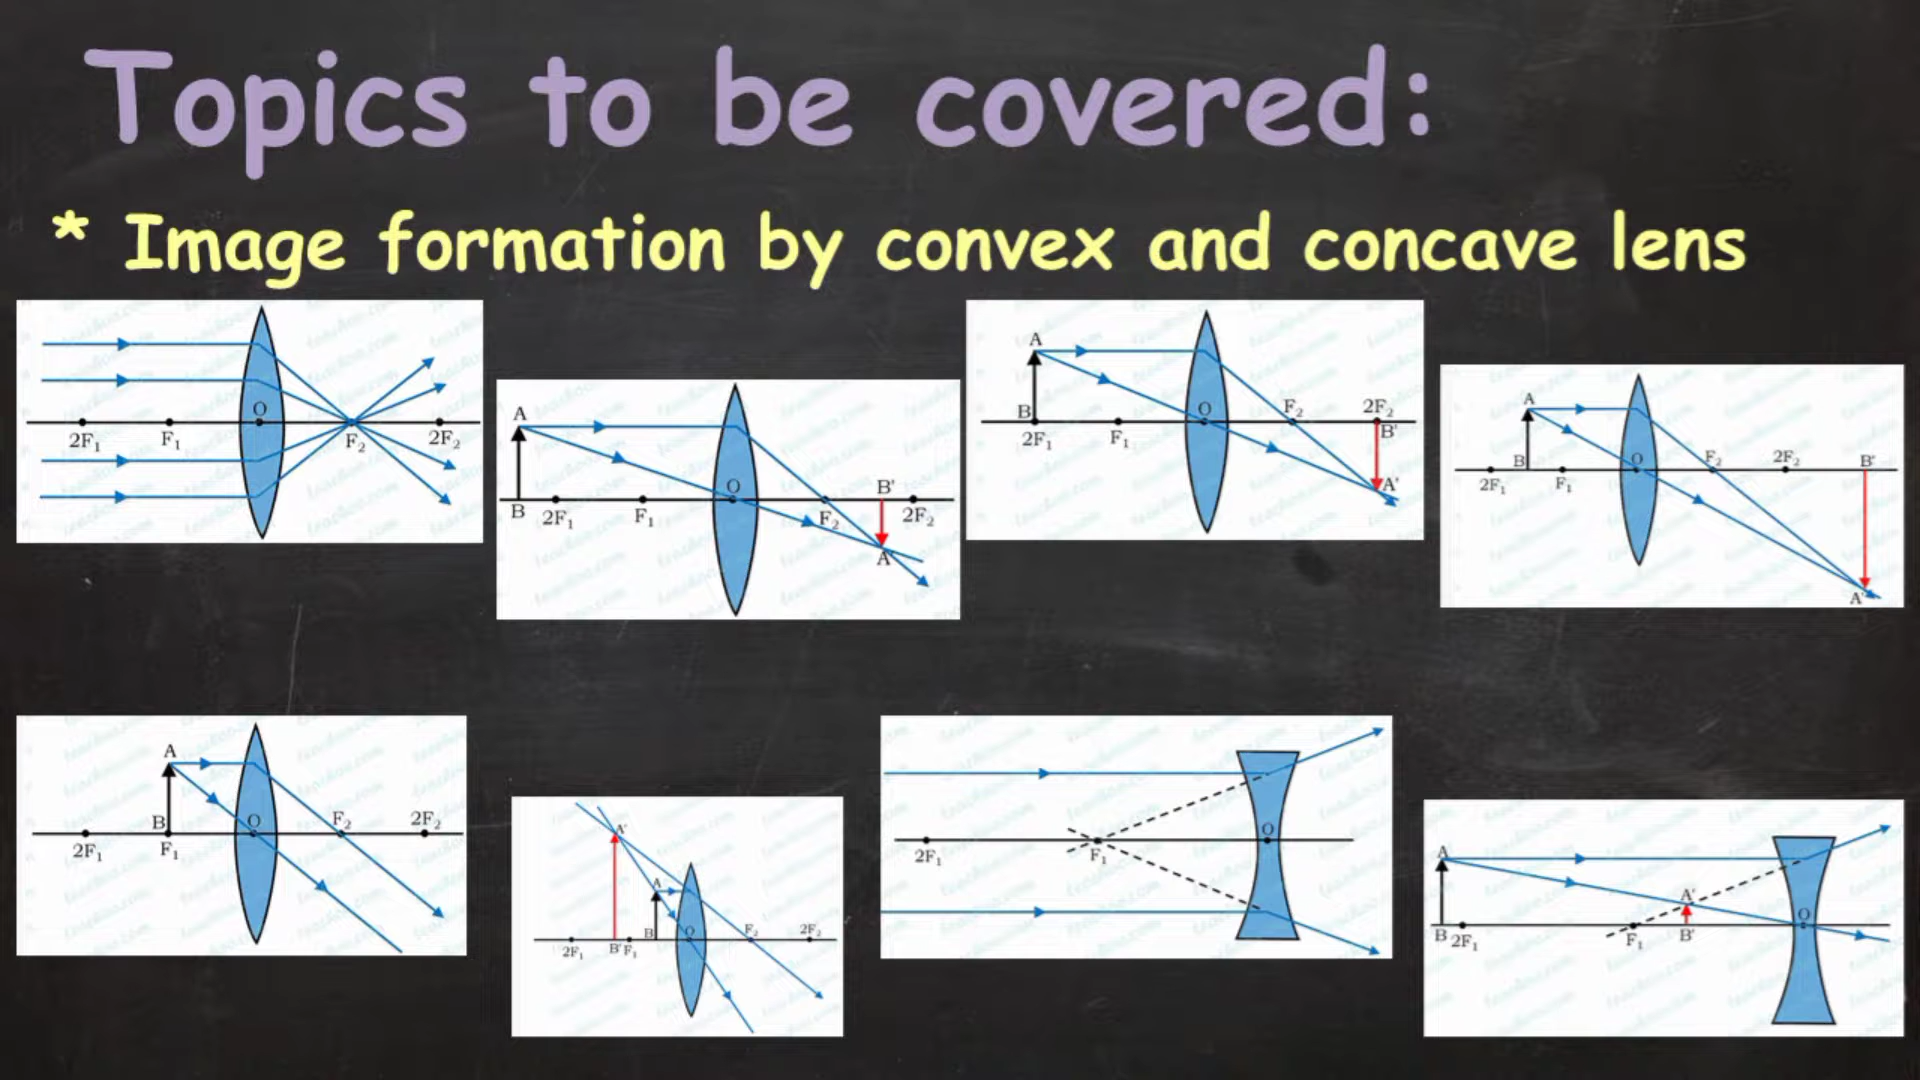 Topics to be covered:
* Image formation by convex and concave lens
2F₁ F₁ O F₂ 2F₂
A B 2F₁ F₁ O F₂ B' 2F₂ A'
A B 2F₁ F₁ O F₂ 2F₂ B' A'
A B 2F₁ F₁ O F₂ 2F₂ B' A'
A B 2F₁ F₁ O F₂ 2F₂
A' A B 2F₁ B' F₁ O F₂ 2F₂
2F₁ F₁ O
A B 2F₁ F₁ A' B' O